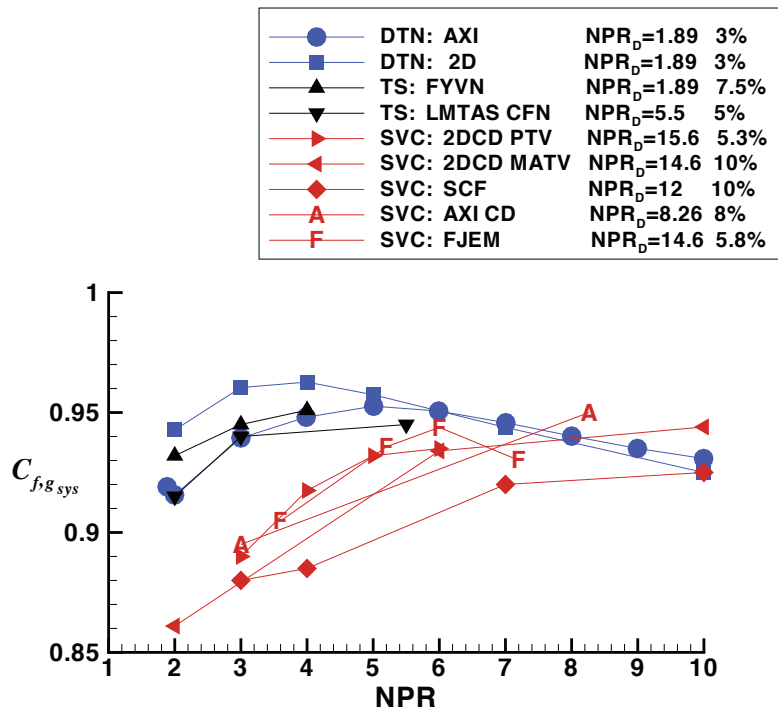 DTN: AXI NPR_D=1.89 3%
DTN: 2D NPR_D=1.89 3%
TS: FYVN NPR_D=1.89 7.5%
TS: LMTAS CFN NPR_D=5.5 5%
SVC: 2DCD PTV NPR_D=15.6 5.3%
SVC: 2DCD MATV NPR_D=14.6 10%
SVC: SCF NPR_D=12 10%
A SVC: AXI CD NPR_D=8.26 8%
F SVC: FJEM NPR_D=14.6 5.8%
1
0.95
0.9
0.85
C_f,g_sys
A
F
F
F
F
A
1 2 3 4 5 6 7 8 9 10
NPR